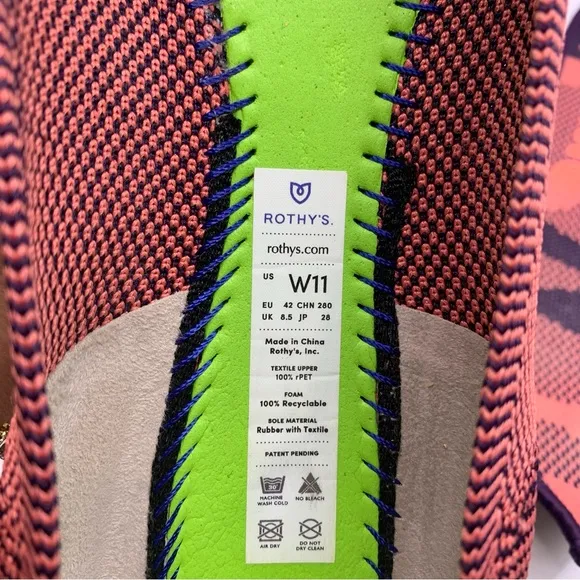 ROTHY'S.
rothys.com
US W11
EU 42 CHN 280
UK 8.5 JP 28
Made in China
Rothy's, Inc.
TEXTILE UPPER
100% rPET
FOAM
100% Recyclable
SOLE MATERIAL
Rubber with Textile
PATENT PENDING
30°
MACHINE WASH COLD
NO BLEACH
AIR DRY
DO NOT DRY CLEAN